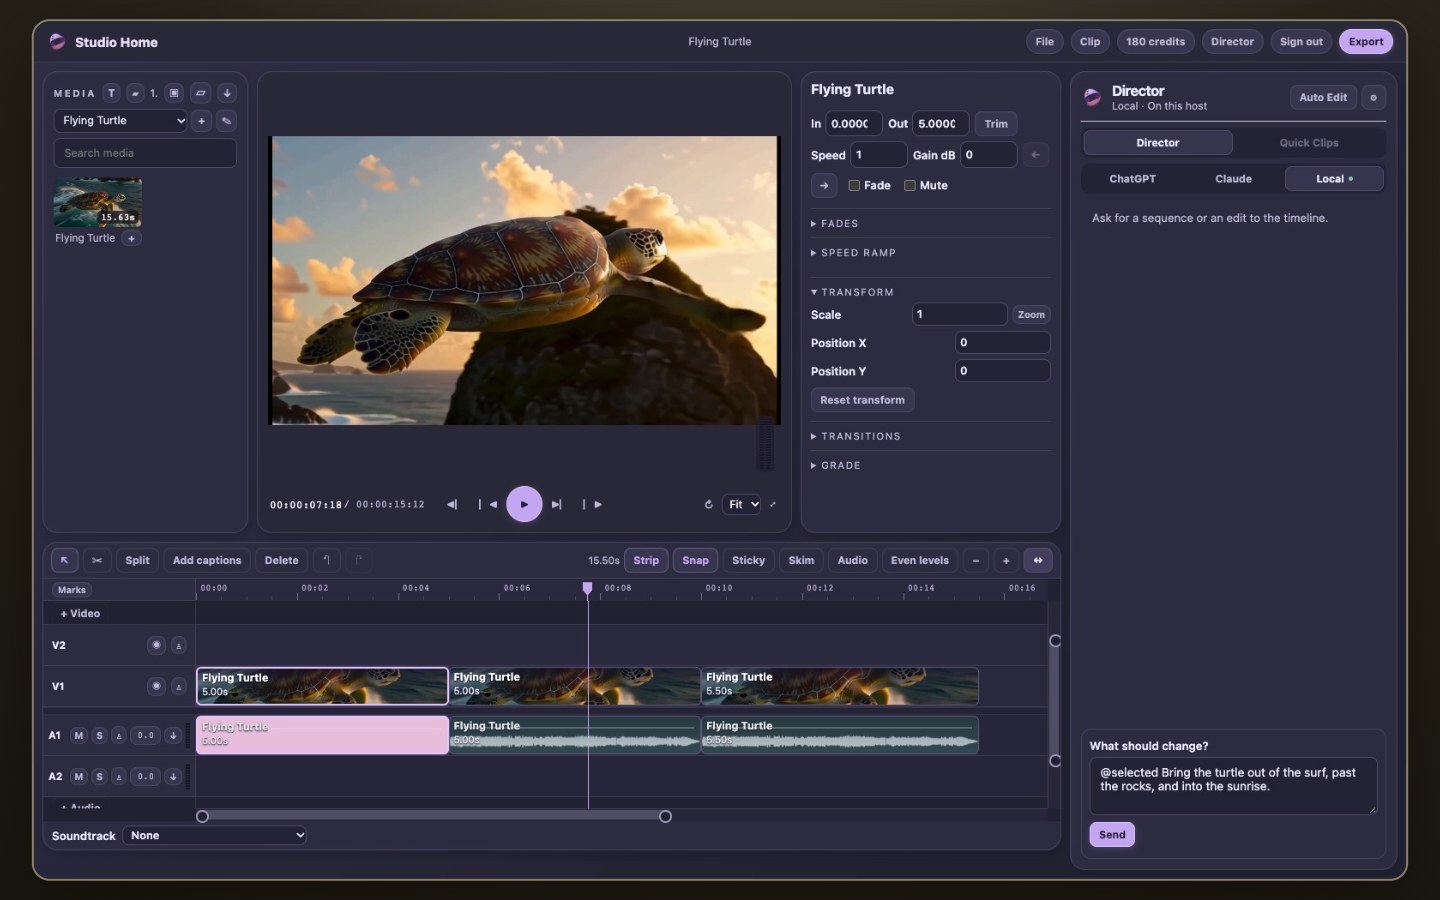 Studio Home
Flying Turtle
File
Clip
180 credits
Director
Sign out
Export
MEDIA
T
1.
Flying Turtle
Search media
15.63s
Flying Turtle
00:00:07:18/ 00:00:15:12
Fit
Flying Turtle
In 0.000 Out 5.000 Trim
Speed 1 Gain dB 0
Fade Mute
FADES
SPEED RAMP
TRANSFORM
Scale 1 Zoom
Position X 0
Position Y 0
Reset transform
TRANSITIONS
GRADE
Director
Local · On this host
Auto Edit
Director
Quick Clips
ChatGPT
Claude
Local
Ask for a sequence or an edit to the timeline.
What should change?
@selected Bring the turtle out of the surf, past
the rocks, and into the sunrise.
Send
Split
Add captions
Delete
15.50s
Strip
Snap
Sticky
Skim
Audio
Even levels
Marks
00:00
00:02
00:04
00:06
00:08
00:10
00:12
00:14
00:16
+ Video
V2
V1
Flying Turtle
5.00s
Flying Turtle
5.00s
Flying Turtle
5.50s
A1 M S 0.0
Flying Turtle
5.00s
Flying Turtle
5.00s
Flying Turtle
5.50s
A2 M S 0.0
+ Audio
Soundtrack None